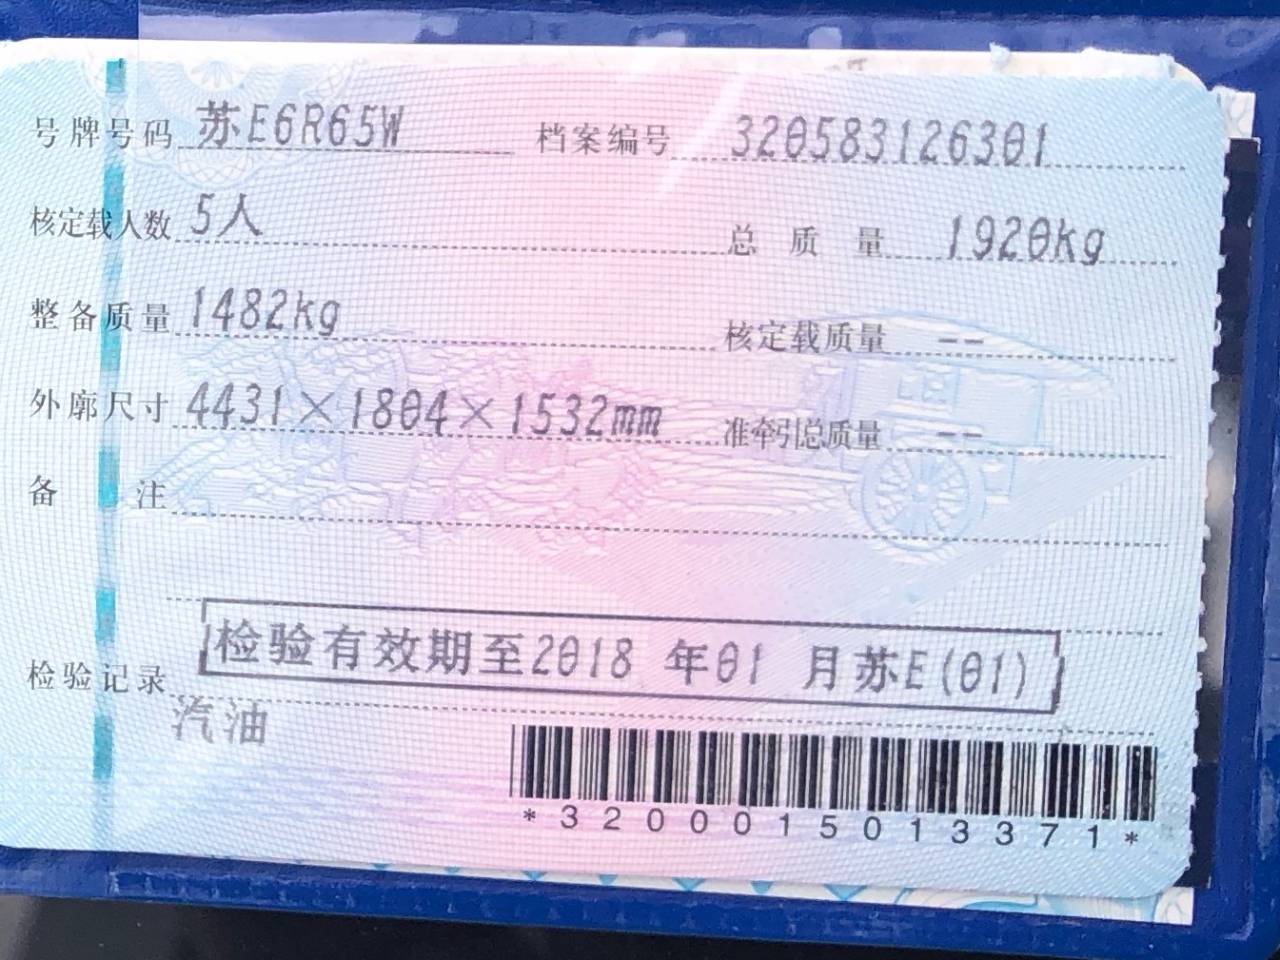 号牌号码 苏E6R65W 档案编号 320583126301
核定载人数 5人 总质量 1920kg
整备质量 1482kg 核定载质量 --
外廓尺寸 4431×1804×1532mm 准牵引总质量 --
备注
检验记录 检验有效期至2018 年01 月苏E(01)
汽油
*3200015013371*